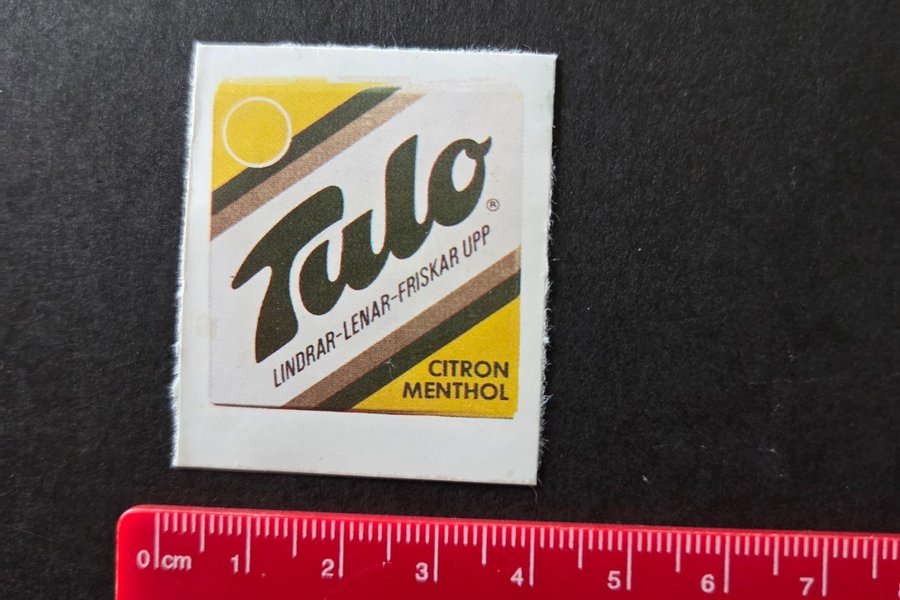 Tulo®
LINDRAR-LENAR-FRISKAR UPP
CITRON
MENTHOL
0 cm 1 2 3 4 5 6 7